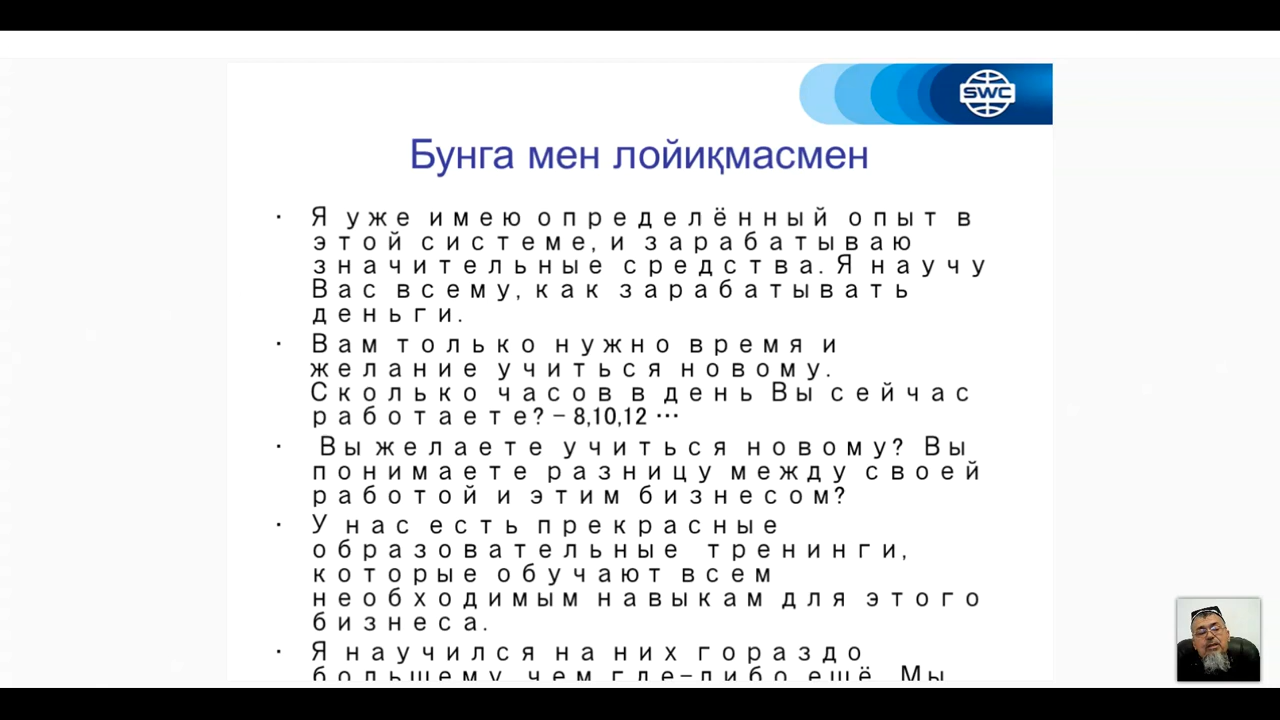 SWC
Бунга мен лойиқмасмен
· Я уже имею определённый опыт в
этой системе, и зарабатываю
значительные средства. Я научу
Вас всему, как зарабатывать
деньги.
· Вам только нужно время и
желание учиться новому.
Сколько часов в день Вы сейчас
работаете? – 8,10,12 …
· Вы желаете учиться новому? Вы
понимаете разницу между своей
работой и этим бизнесом?
· У нас есть прекрасные
образовательные тренинги,
которые обучают всем
необходимым навыкам для этого
бизнеса.
· Я научился на них гораздо
большему, чем где-либо ещё. Мы